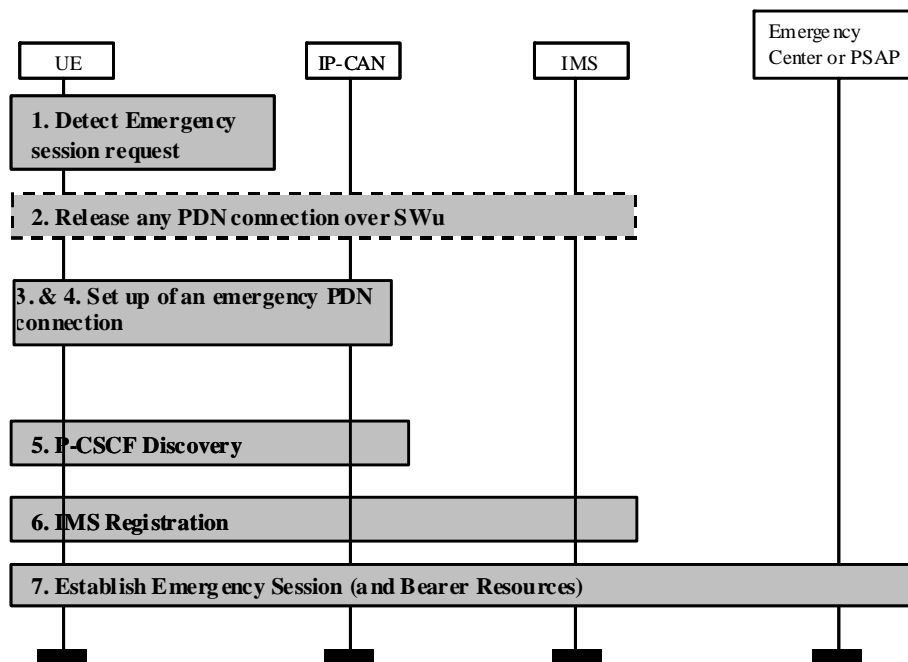 UE
IP-CAN
IMS
Emergency
Center or PSAP
1. Detect Emergency
session request
2. Release any PDN connection over SWu
3. & 4. Set up of an emergency PDN
connection
5. P-CSCF Discovery
6. IMS Registration
7. Establish Emergency Session (and Bearer Resources)